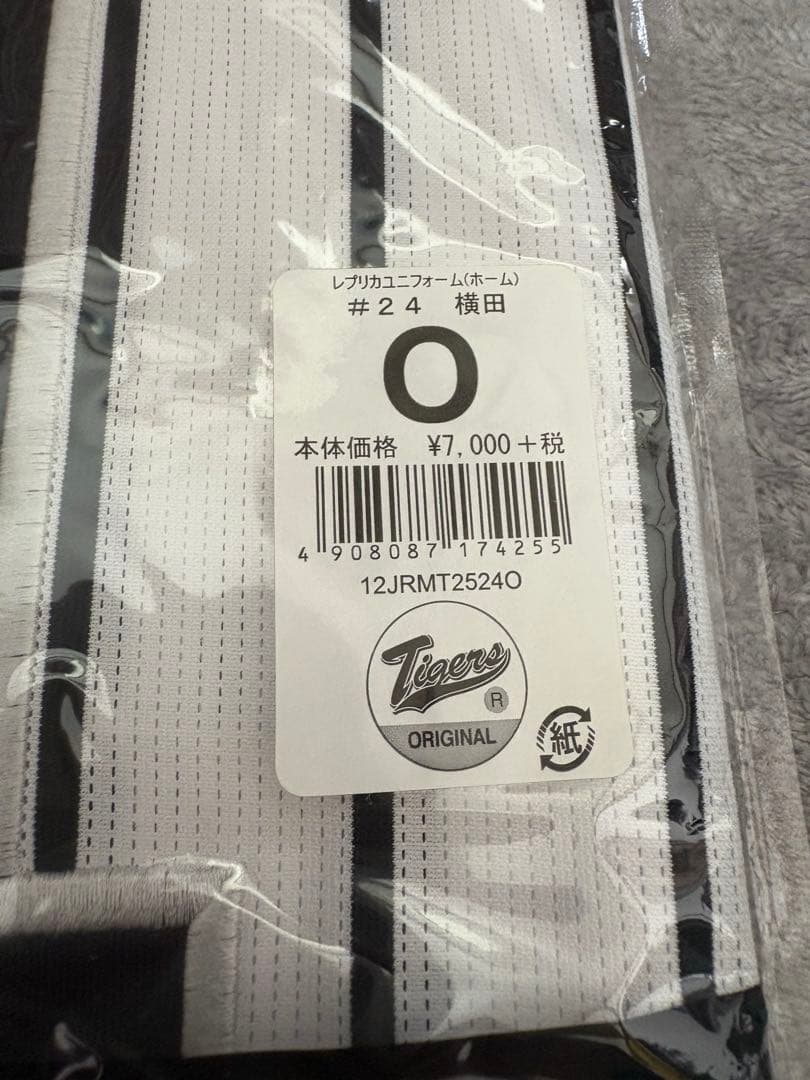 レプリカユニフォーム(ホーム)
#24 横田
O
本体価格 ¥7,000+税
4 908087 174255
12JRMT2524O
Tigers
R
ORIGINAL
紙